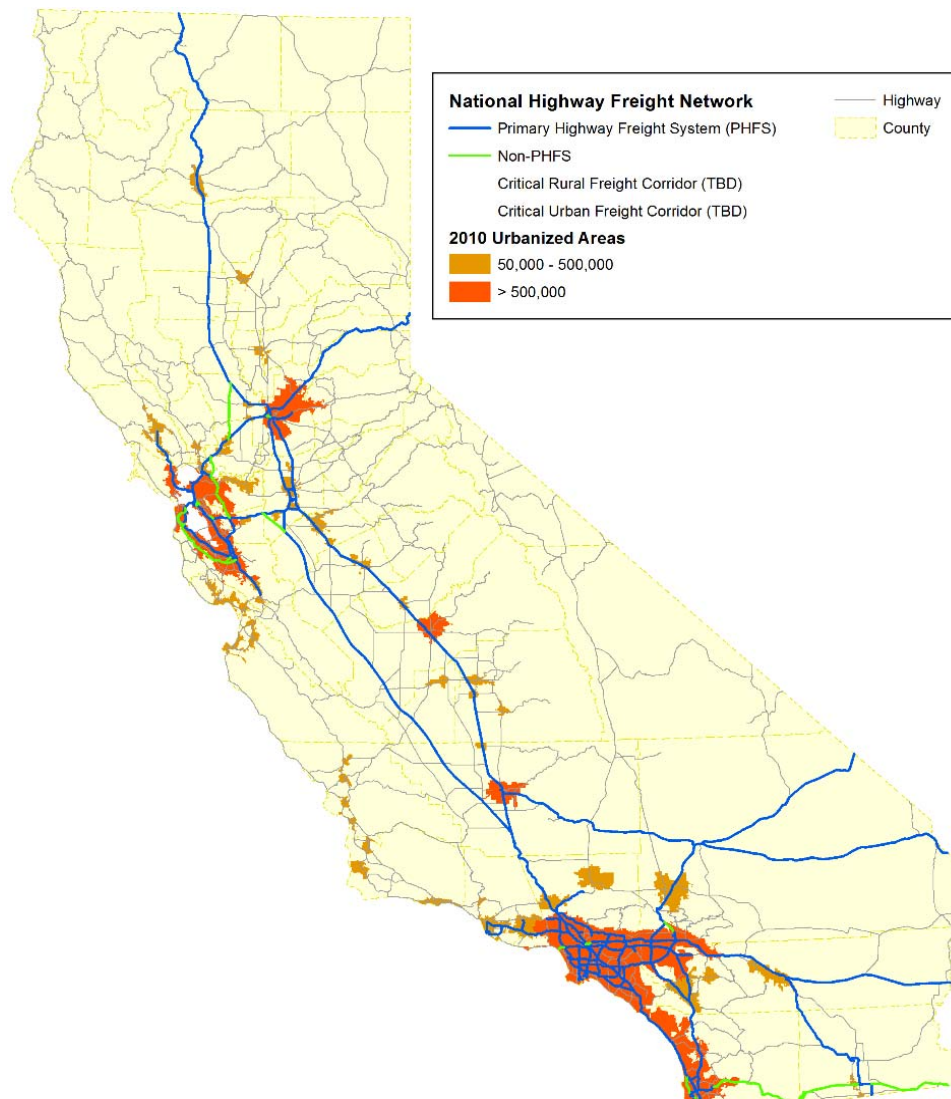 National Highway Freight Network
Primary Highway Freight System (PHFS)
Non-PHFS
Critical Rural Freight Corridor (TBD)
Critical Urban Freight Corridor (TBD)
2010 Urbanized Areas
50,000 - 500,000
> 500,000
Highway
County